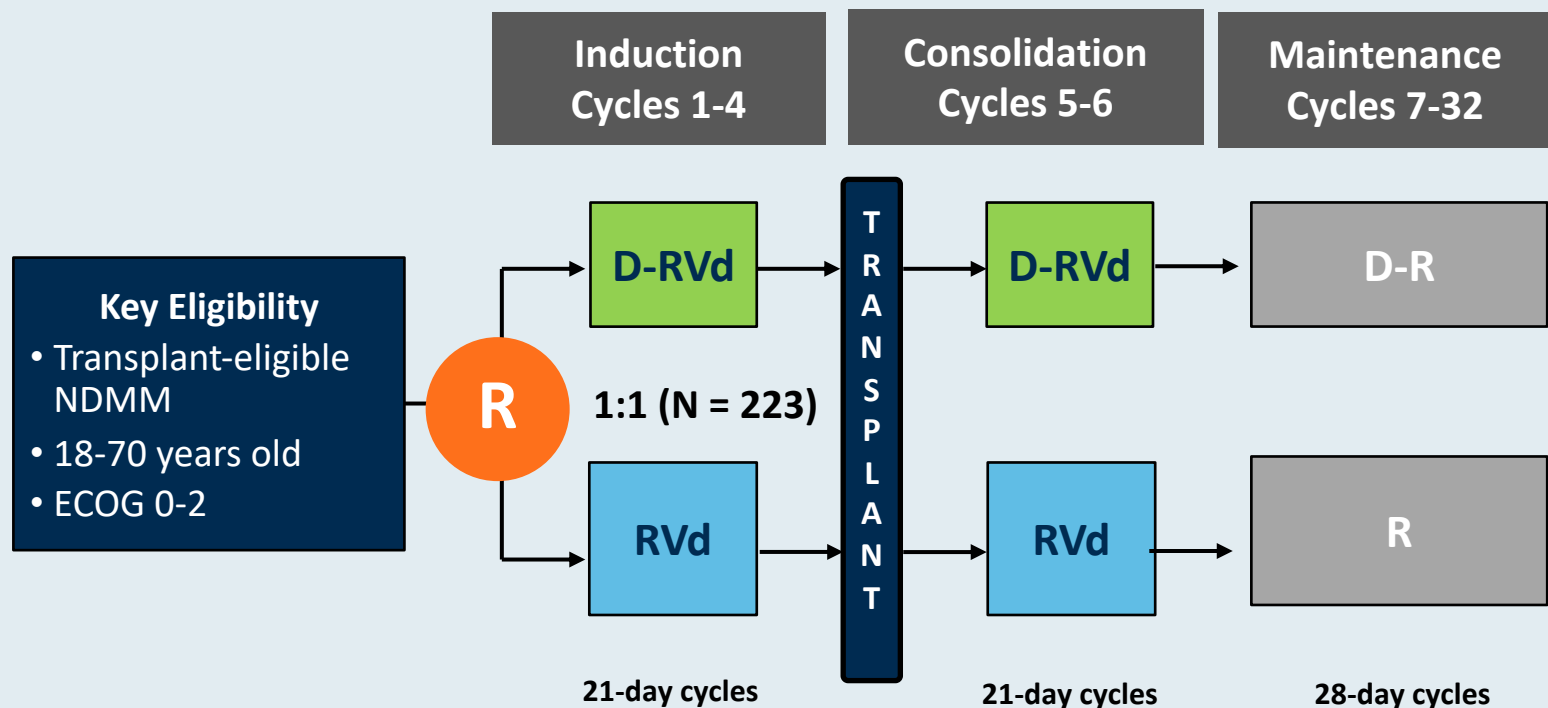 Induction
Cycles 1-4
Consolidation
Cycles 5-6
Maintenance
Cycles 7-32
Key Eligibility
• Transplant-eligible
NDMM
• 18-70 years old
• ECOG 0-2
R
1:1 (N = 223)
D-RVd
RVd
TRANSPLANT
D-RVd
RVd
D-R
R
21-day cycles
21-day cycles
28-day cycles